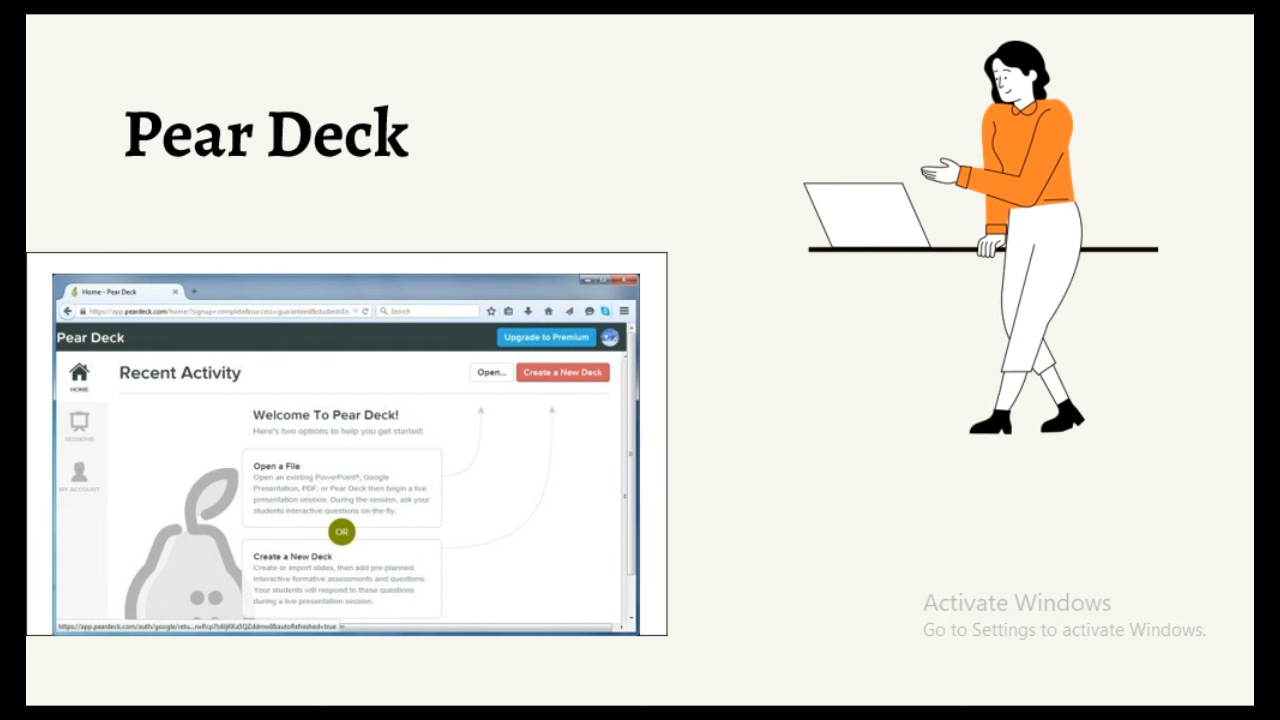 Pear Deck
Home - Pear Deck
Search
Pear Deck
Upgrade to Premium
HOME
Recent Activity
Open...
Create a New Deck
SESSIONS
Welcome To Pear Deck!
Here's two options to help you get started:
MY ACCOUNT
Open a File
Open an existing PowerPoint®, Google
Presentation, PDF, or Pear Deck then begin a live
presentation session. During the session, ask your
students interactive questions on-the-fly.
OR
Create a New Deck
Create or import slides, then add pre-planned
interactive formative assessments and questions.
Your students will respond to these questions
during a live presentation session.
Activate Windows
Go to Settings to activate Windows.